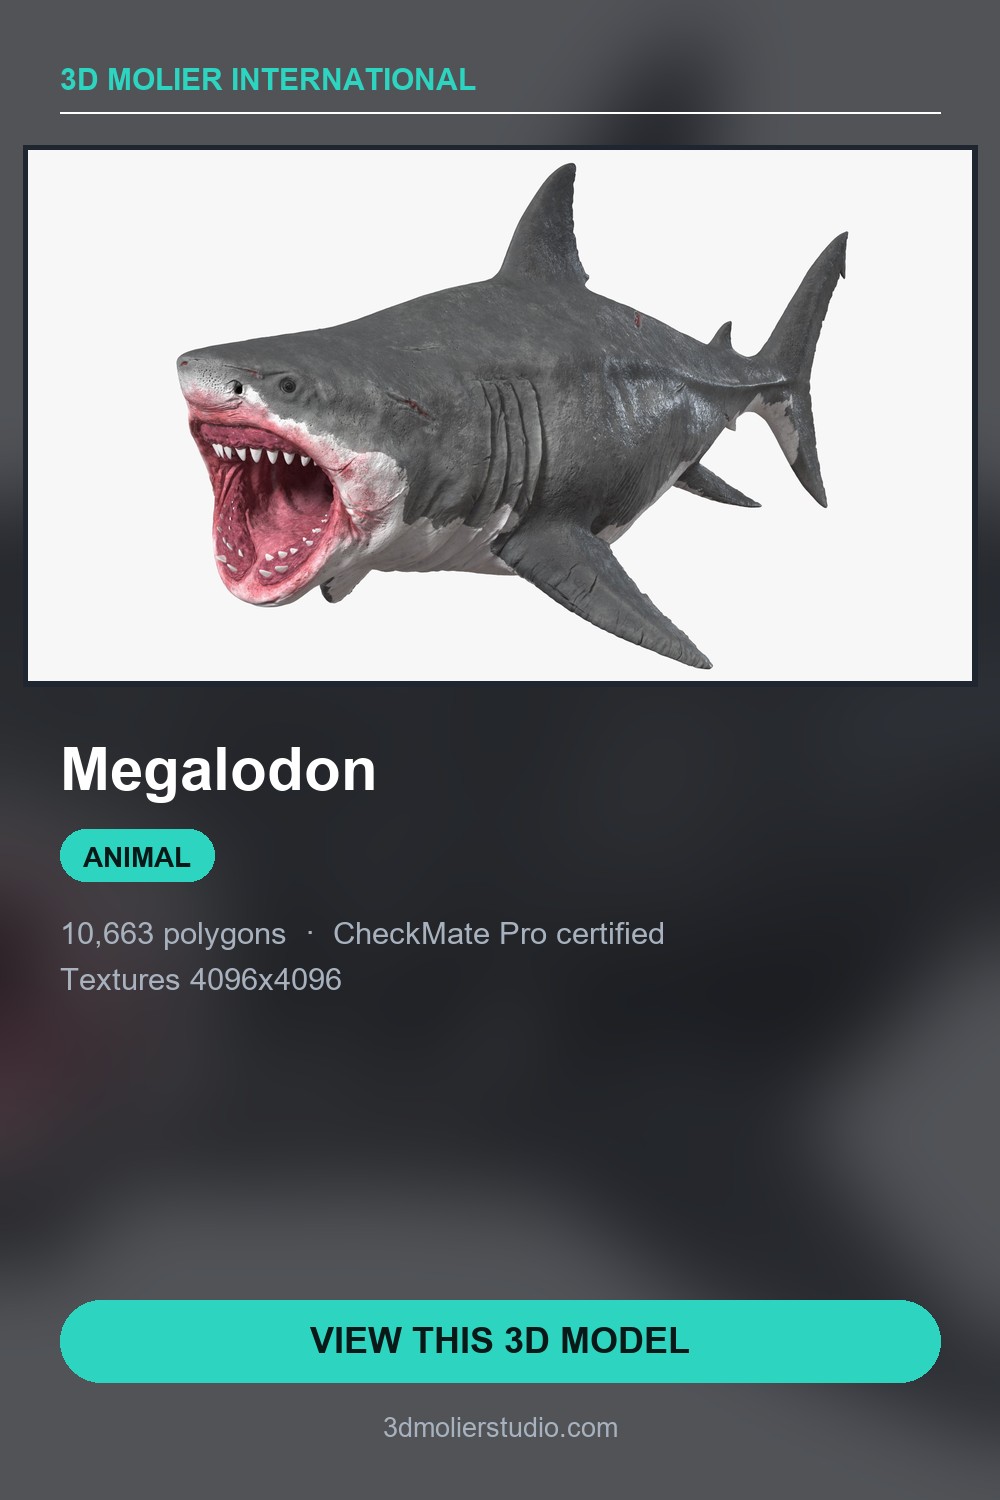 3D MOLIER INTERNATIONAL
Megalodon
ANIMAL
10,663 polygons · CheckMate Pro certified
Textures 4096x4096
VIEW THIS 3D MODEL
3dmolierstudio.com